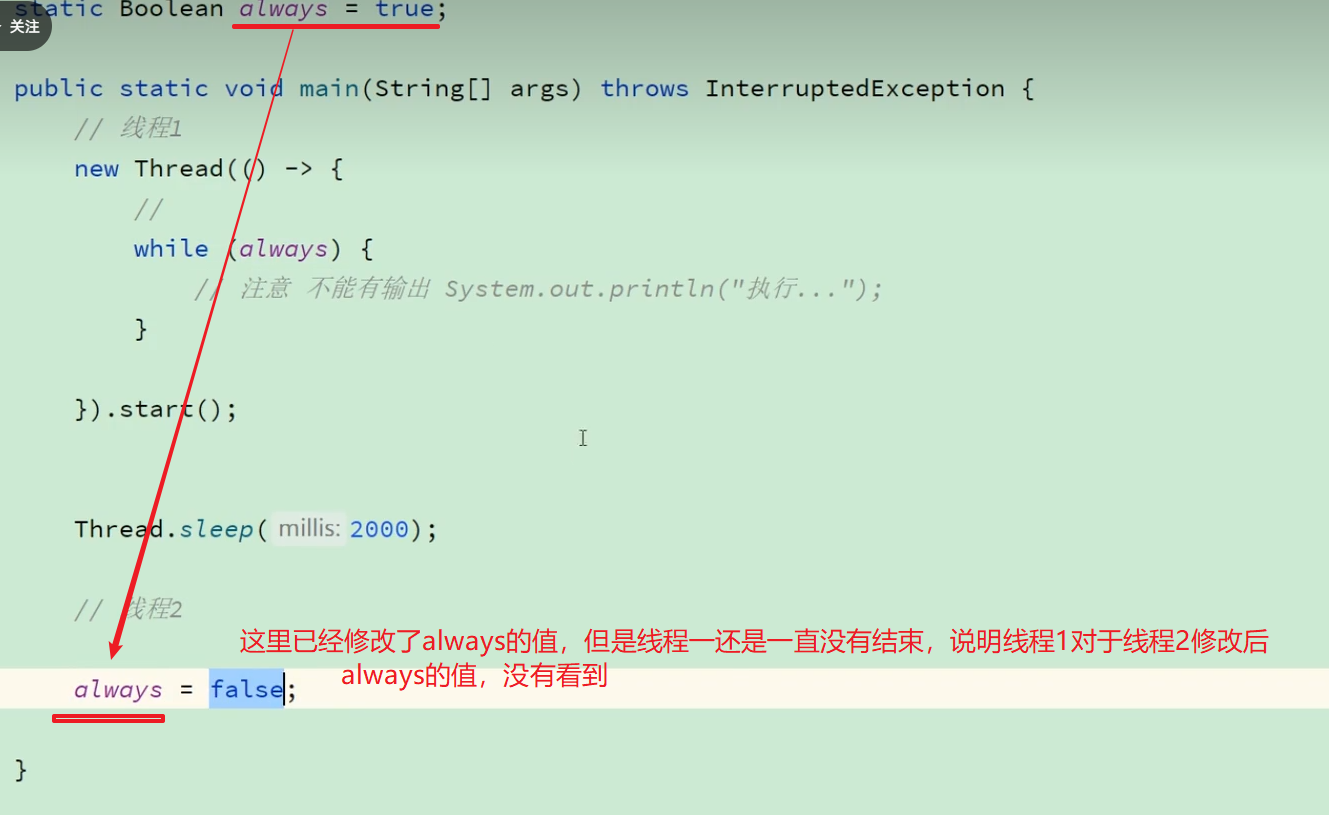 static Boolean always = true;
关注
public static void main(String[] args) throws InterruptedException {
// 线程1
new Thread(() -> {
//
while (always) {
// 注意 不能有输出 System.out.println("执行...");
}
}).start();
Thread.sleep( millis: 2000);
// 线程2
这里已经修改了always的值，但是线程一还是一直没有结束，说明线程1对于线程2修改后
always的值，没有看到
always = false;
}